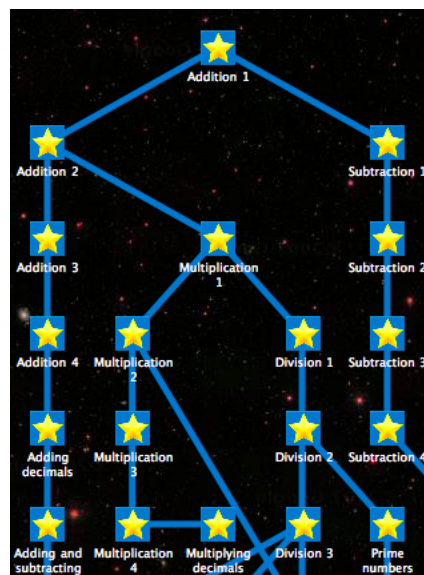 Addition 1
Addition 2
Subtraction 1
Addition 3
Multiplication
1
Subtraction 2
Addition 4
Multiplication
2
Division 1
Subtraction 3
Adding
decimals
Multiplication
3
Division 2
Subtraction 4
Adding and
subtracting
Multiplication
4
Multiplying
decimals
Division 3
Prime
numbers